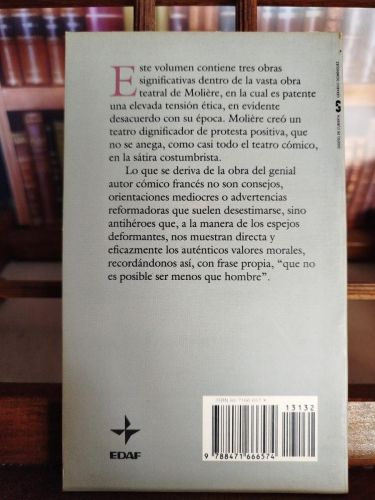 Este volumen contiene tres obras
significativas dentro de la vasta obra
teatral de Molière, en la cual es patente
una elevada tensión ética, en evidente
desacuerdo con su época. Molière creó un
teatro dignificador de protesta positiva, que
no se anega, como casi todo el teatro cómico,
en la sátira costumbrista.
Lo que se deriva de la obra del genial
autor cómico francés no son consejos,
orientaciones mediocres o advertencias
reformadoras que suelen desestimarse, sino
antihéroes que, a la manera de los espejos
deformantes, nos muestran directa y
eficazmente los auténticos valores morales,
recordándonos así, con frase propia, “que no
es posible ser menos que hombre”.
EDAF
13132
9 788471 666574